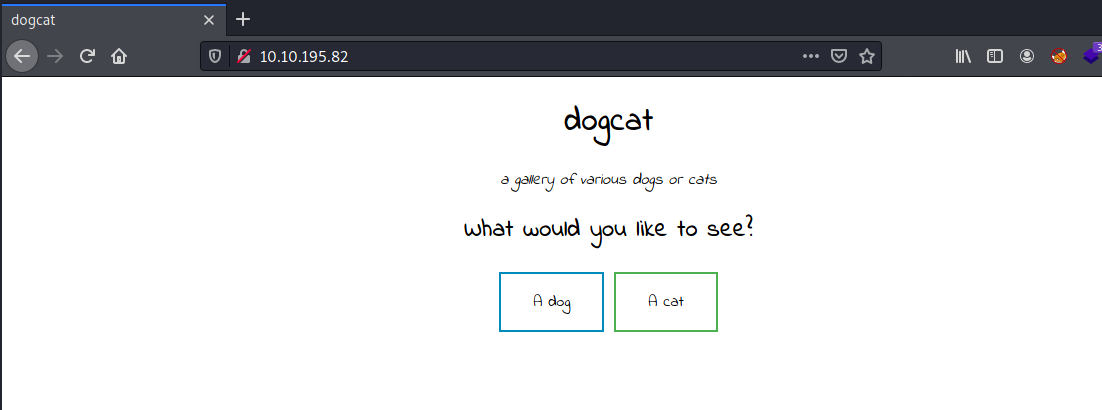 dogcat
10.10.195.82
dogcat
a gallery of various dogs or cats
What would you like to see?
A dog
A cat
3